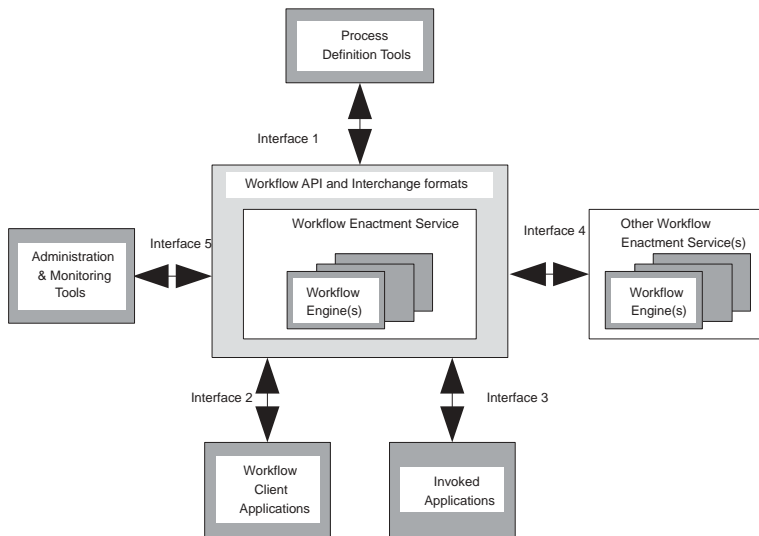 Process
Definition Tools
Interface 1
Workflow API and Interchange formats
Workflow Enactment Service
Workflow
Engine(s)
Interface 5
Administration
& Monitoring
Tools
Interface 4
Other Workflow
Enactment Service(s)
Workflow
Engine(s)
Interface 2
Interface 3
Workflow
Client
Applications
Invoked
Applications